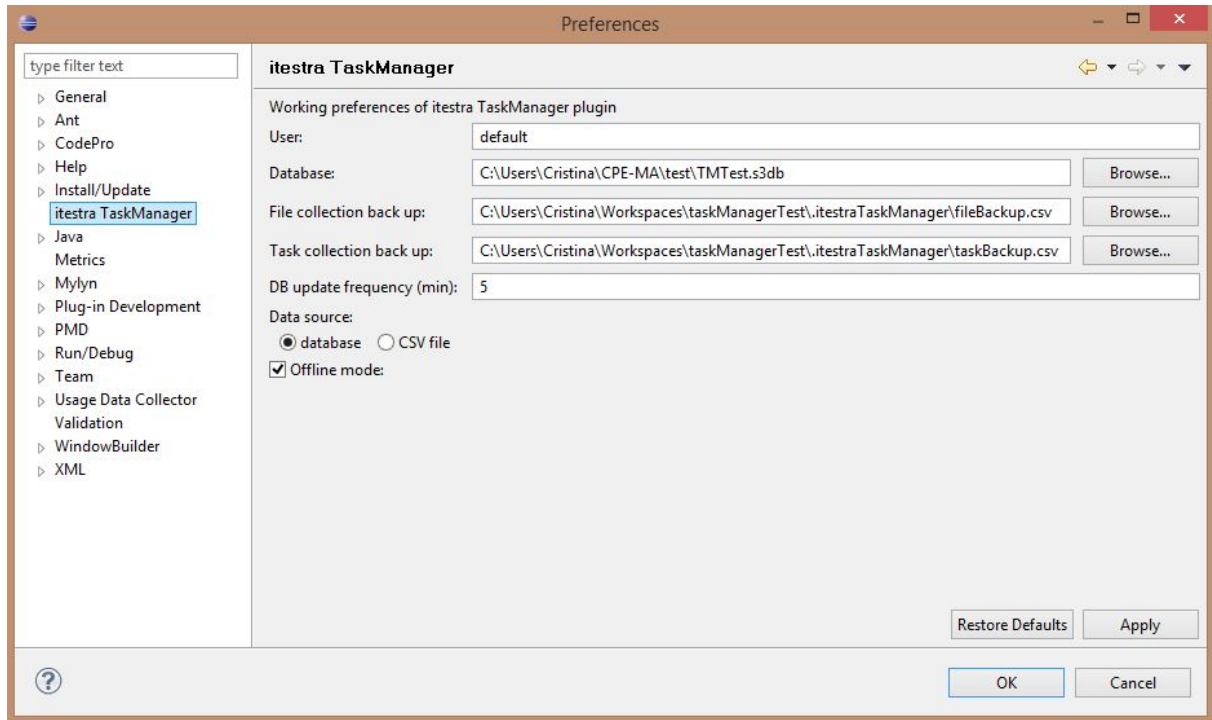 Preferences
type filter text
General
Ant
CodePro
Help
Install/Update
itestra TaskManager
Java
Metrics
Mylyn
Plug-in Development
PMD
Run/Debug
Team
Usage Data Collector
Validation
WindowBuilder
XML
itestra TaskManager
Working preferences of itestra TaskManager plugin
User: default
Database: C:\Users\Cristina\CPE-MA\test\TMTest.s3db Browse...
File collection back up: C:\Users\Cristina\Workspaces\taskManagerTest\.itestraTaskManager\fileBackup.csv Browse...
Task collection back up: C:\Users\Cristina\Workspaces\taskManagerTest\.itestraTaskManager\taskBackup.csv Browse...
DB update frequency (min): 5
Data source:
database CSV file
Offline mode:
Restore Defaults Apply
OK Cancel